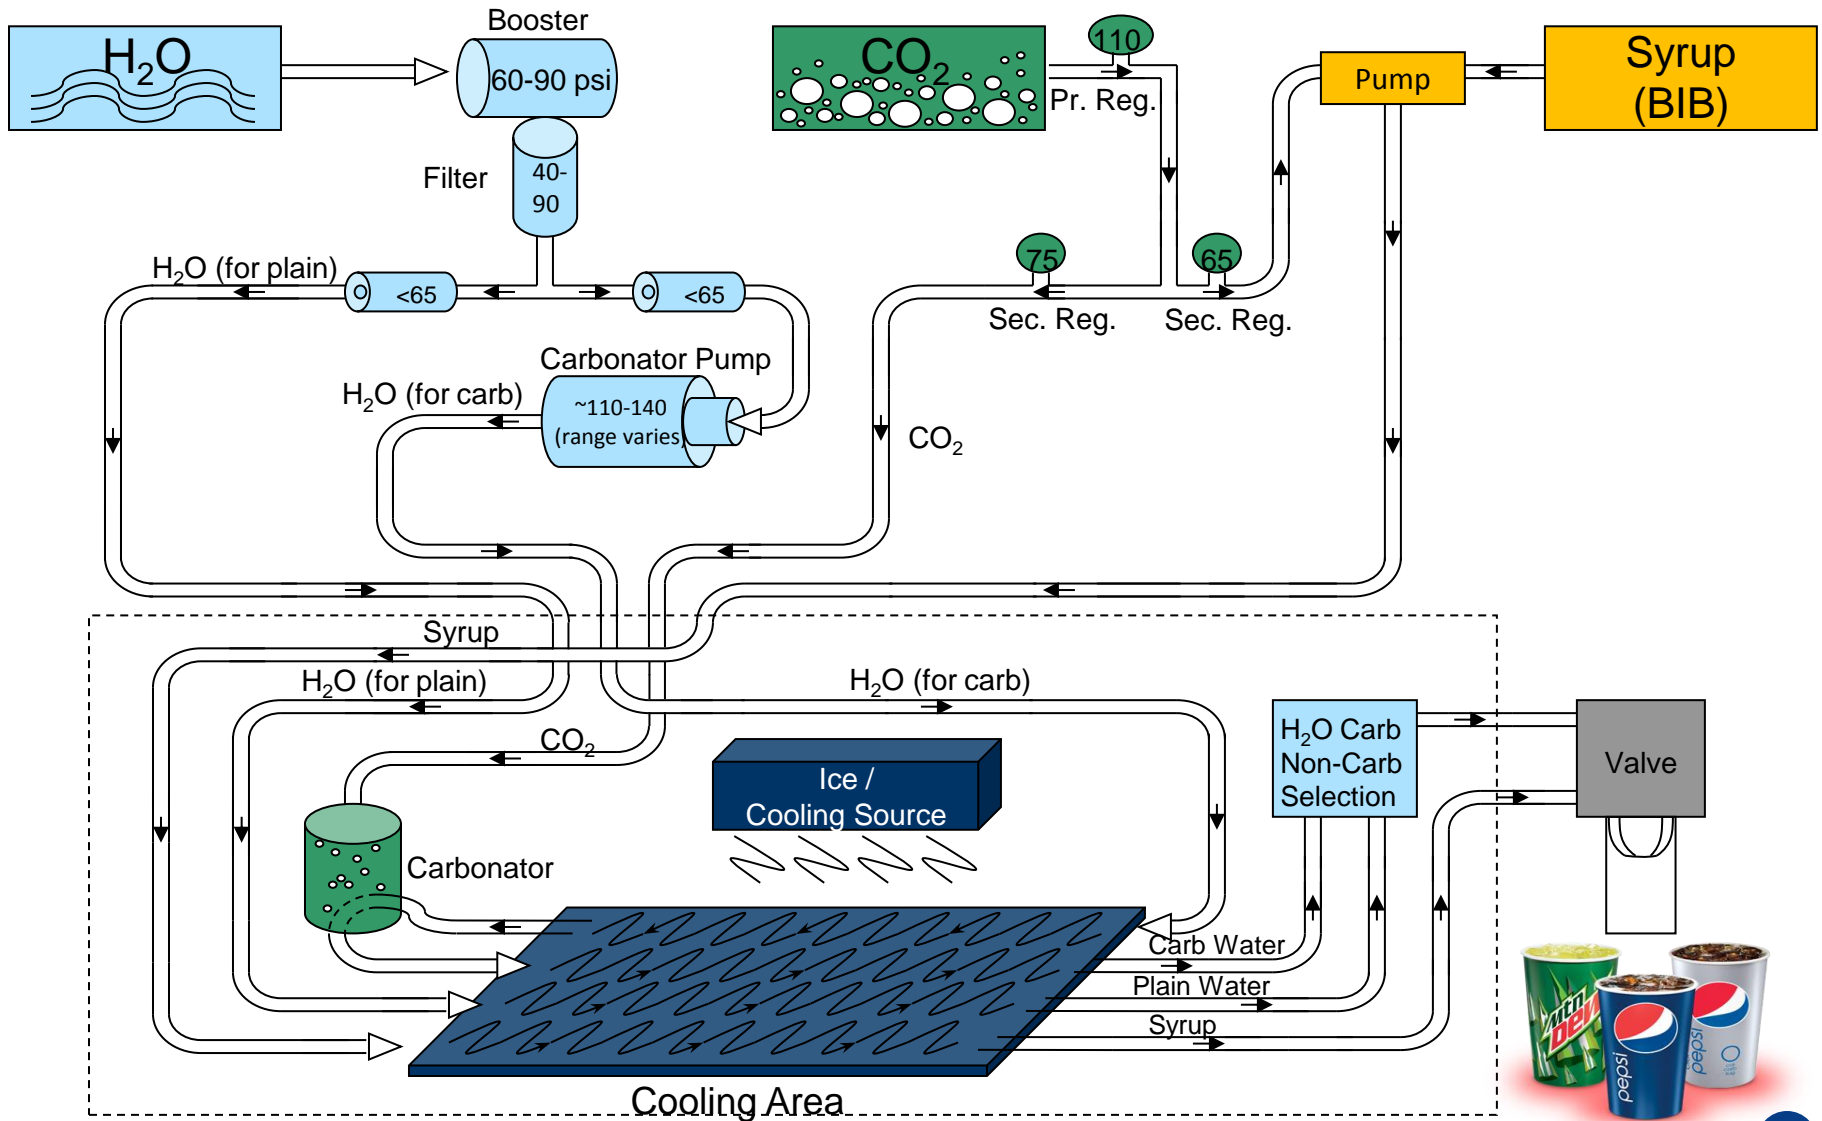 Booster
H₂O
60-90 psi
CO₂
110
Pr. Reg.
Pump
Syrup
(BIB)
Filter
40-
90
H₂O (for plain)
<65
<65
75
65
Sec. Reg.
Sec. Reg.
Carbonator Pump
H₂O (for carb)
~110-140
(range varies)
CO₂
Syrup
H₂O (for plain)
H₂O (for carb)
CO₂
Ice /
Cooling Source
H₂O Carb
Non-Carb
Selection
Valve
Carbonator
Carb Water
Plain Water
Syrup
Cooling Area
Mtn
Dew
pepsi
pepsi